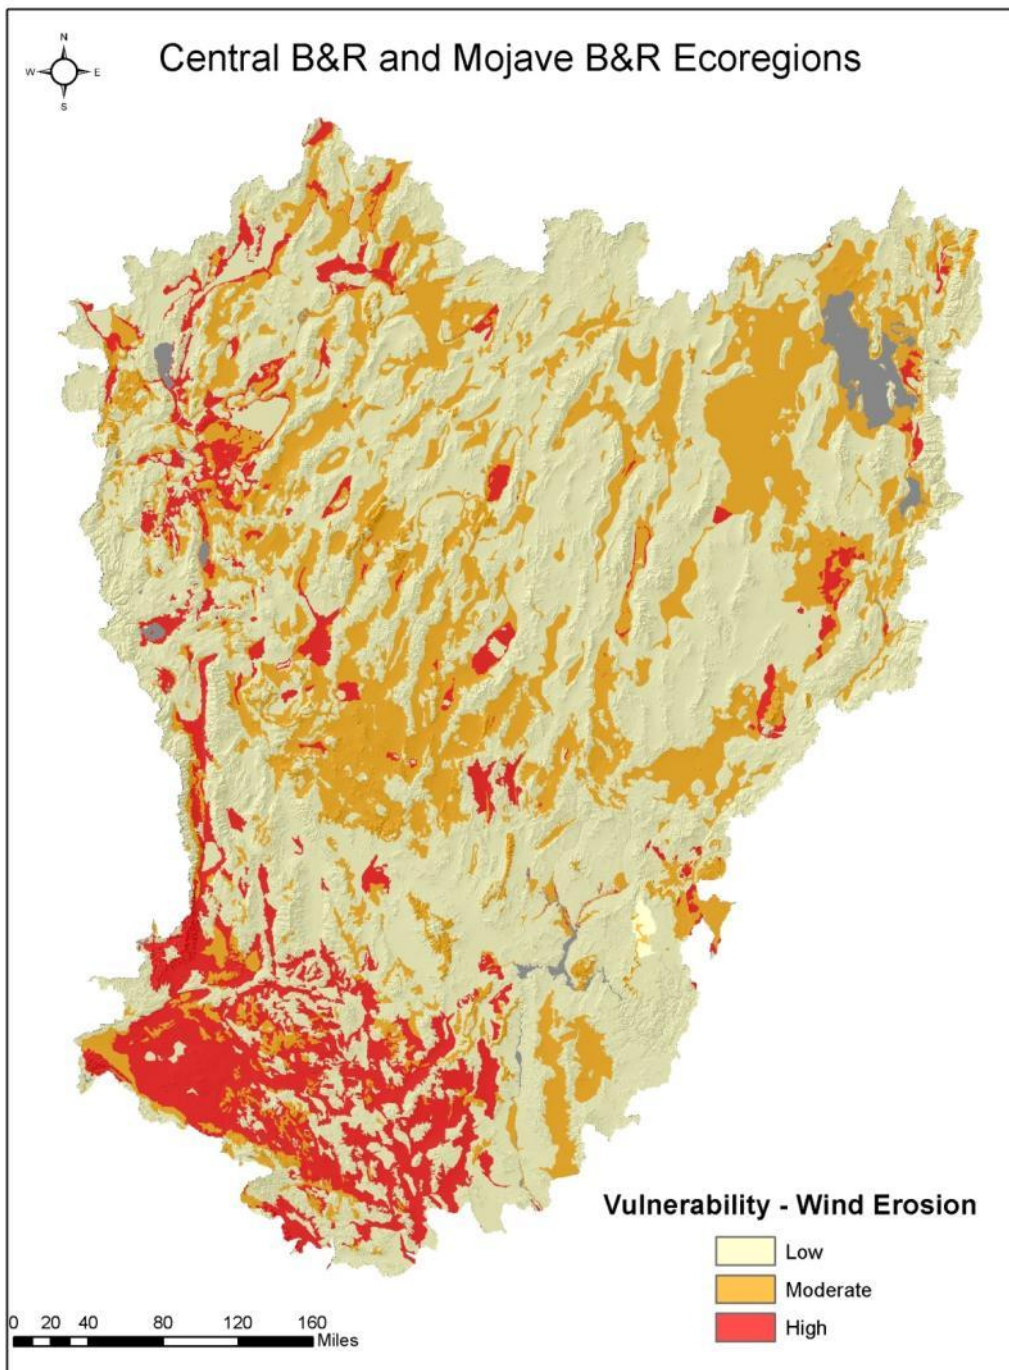 N
W E
S
Central B&R and Mojave B&R Ecoregions
Vulnerability - Wind Erosion
Low
Moderate
High
0 20 40 80 120 160
Miles